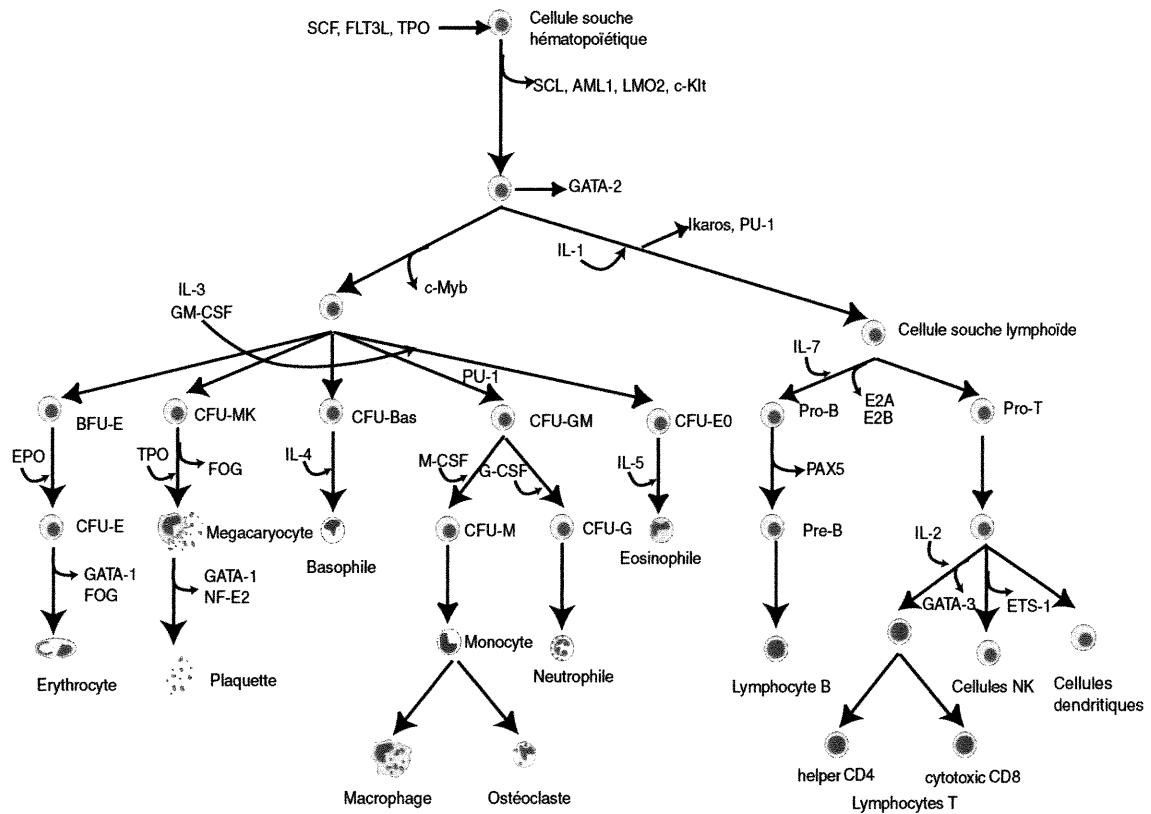 SCF, FLT3L, TPO
Cellule souche
hématopoïétique
SCL, AML1, LMO2, c-KIt
GATA-2
Ikaros, PU-1
IL-1
c-Myb
IL-3
GM-CSF
Cellule souche lymphoïde
IL-7
E2A
E2B
PU-1
BFU-E
CFU-MK
CFU-Bas
CFU-GM
CFU-E0
Pro-B
Pro-T
EPO
TPO
FOG
IL-4
M-CSF
G-CSF
IL-5
PAX5
CFU-E
Megacaryocyte
Basophile
CFU-M
CFU-G
Eosinophile
Pre-B
IL-2
GATA-1
FOG
GATA-1
NF-E2
GATA-3
ETS-1
Erythrocyte
Plaquette
Monocyte
Neutrophile
Lymphocyte B
Cellules NK
Cellules
dendritiques
Macrophage
Ostéoclaste
helper CD4
cytotoxic CD8
Lymphocytes T